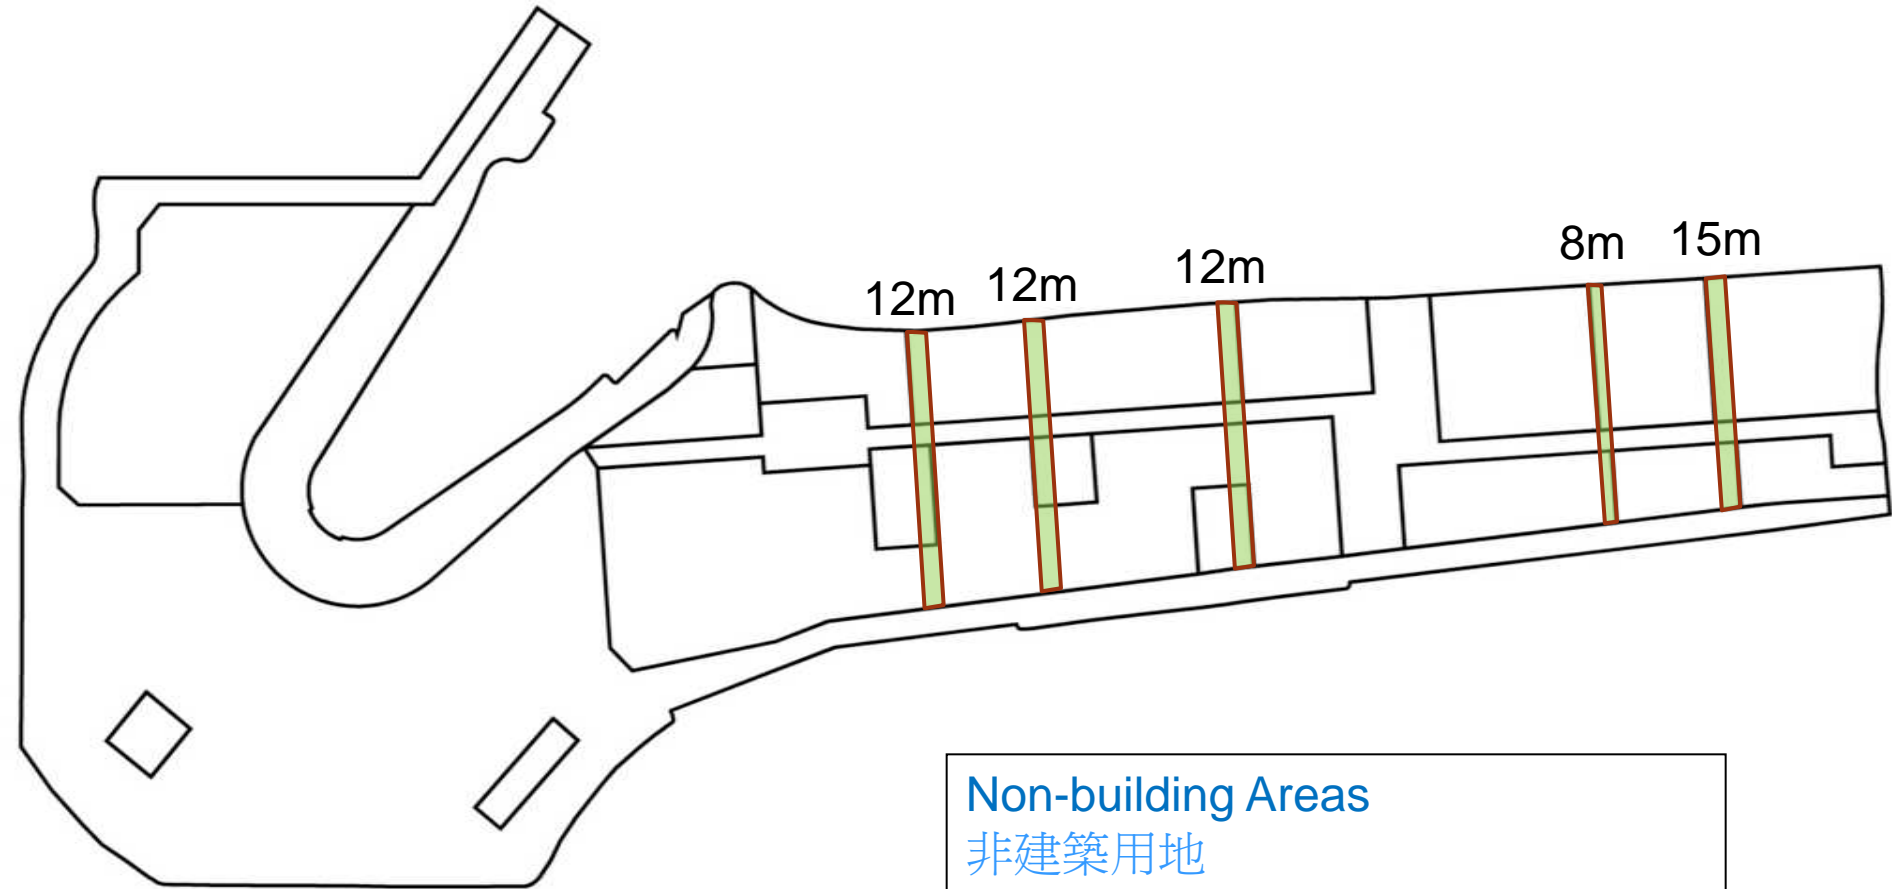 12m
12m
12m
8m
15m
Non-building Areas
非建築用地